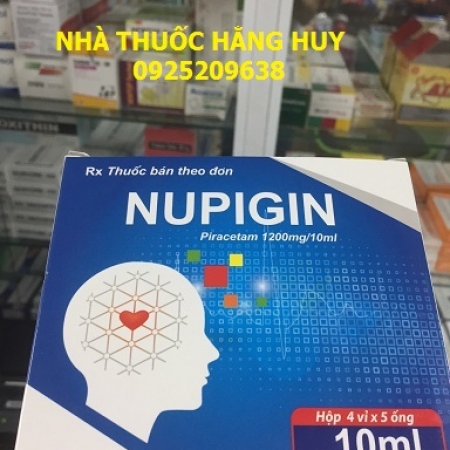 NHÀ THUỐC HẰNG HUY
0925209638
Rx Thuốc bán theo đơn
NUPIGIN
Piracetam 1200mg/10ml
Hộp 4 vỉ x 5 ống
10ml